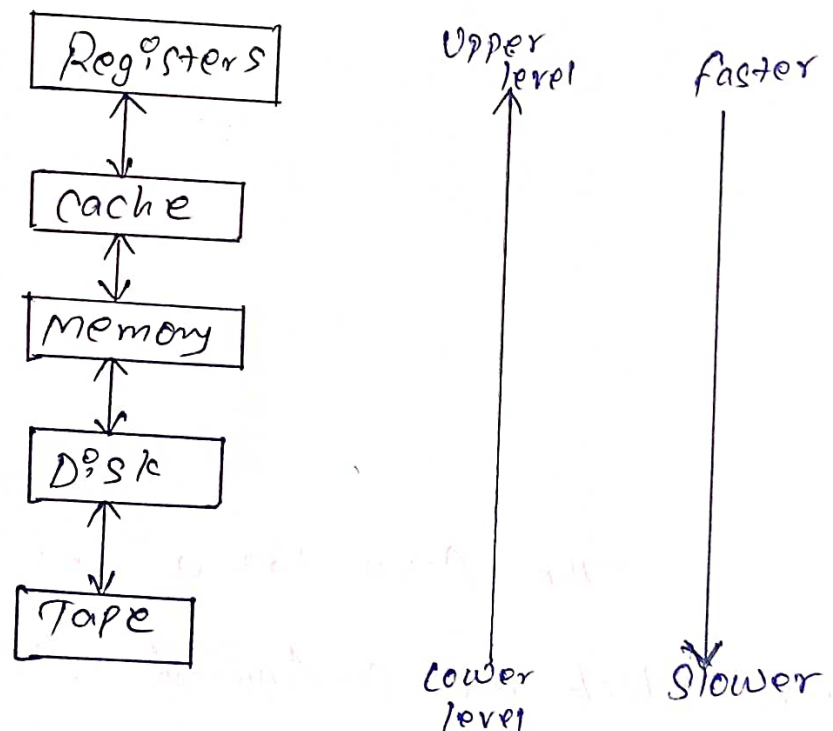 Registers
Cache
Memory
Disk
Tape
Upper
level
faster
Lower
level
Slower